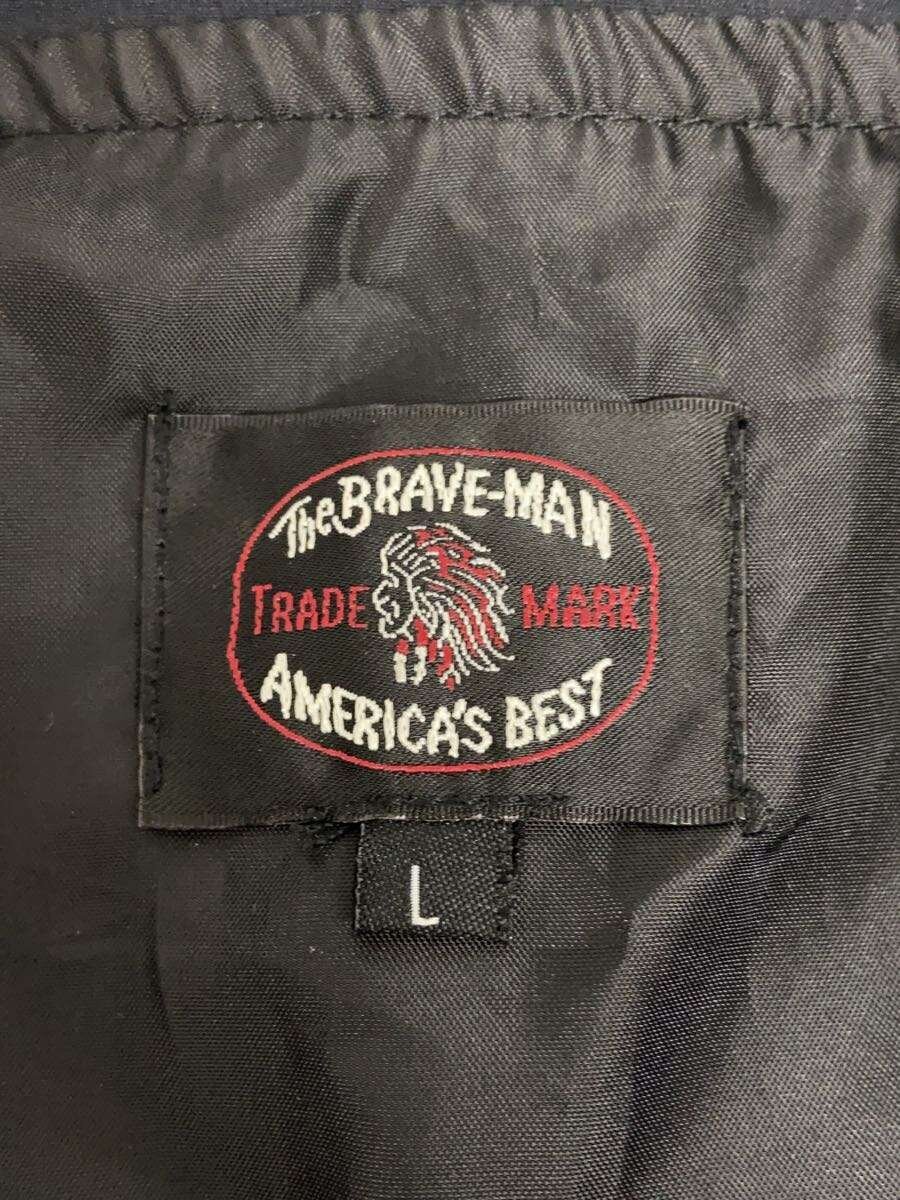 The BRAVE-MAN
TRADE MARK
AMERICA'S BEST
L